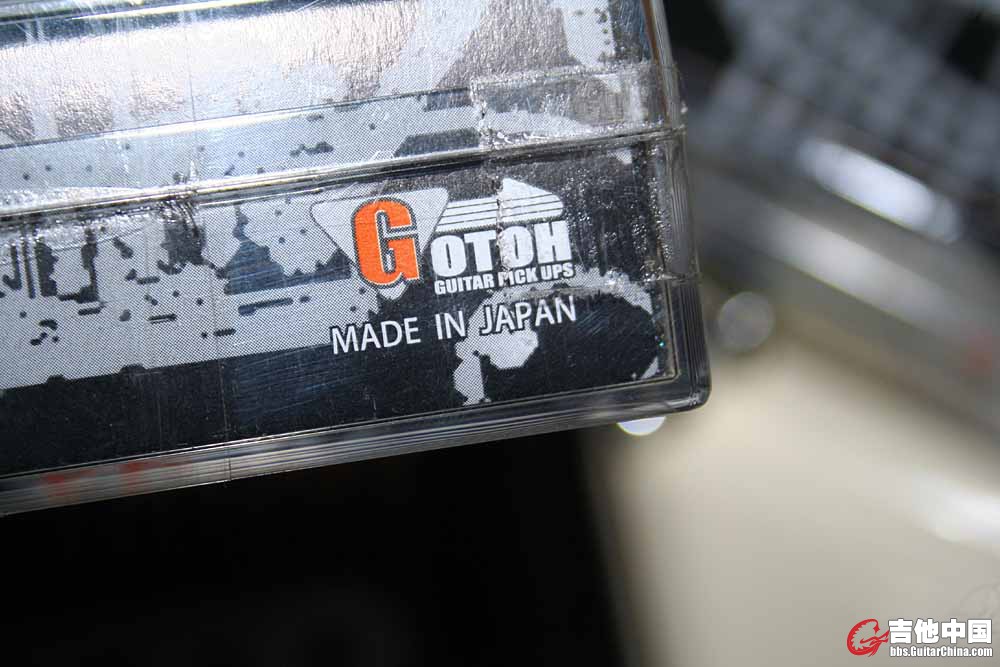 GOTOH
GUITAR PICK UPS
MADE IN JAPAN
吉他中国
bbs.GuitarChina.com